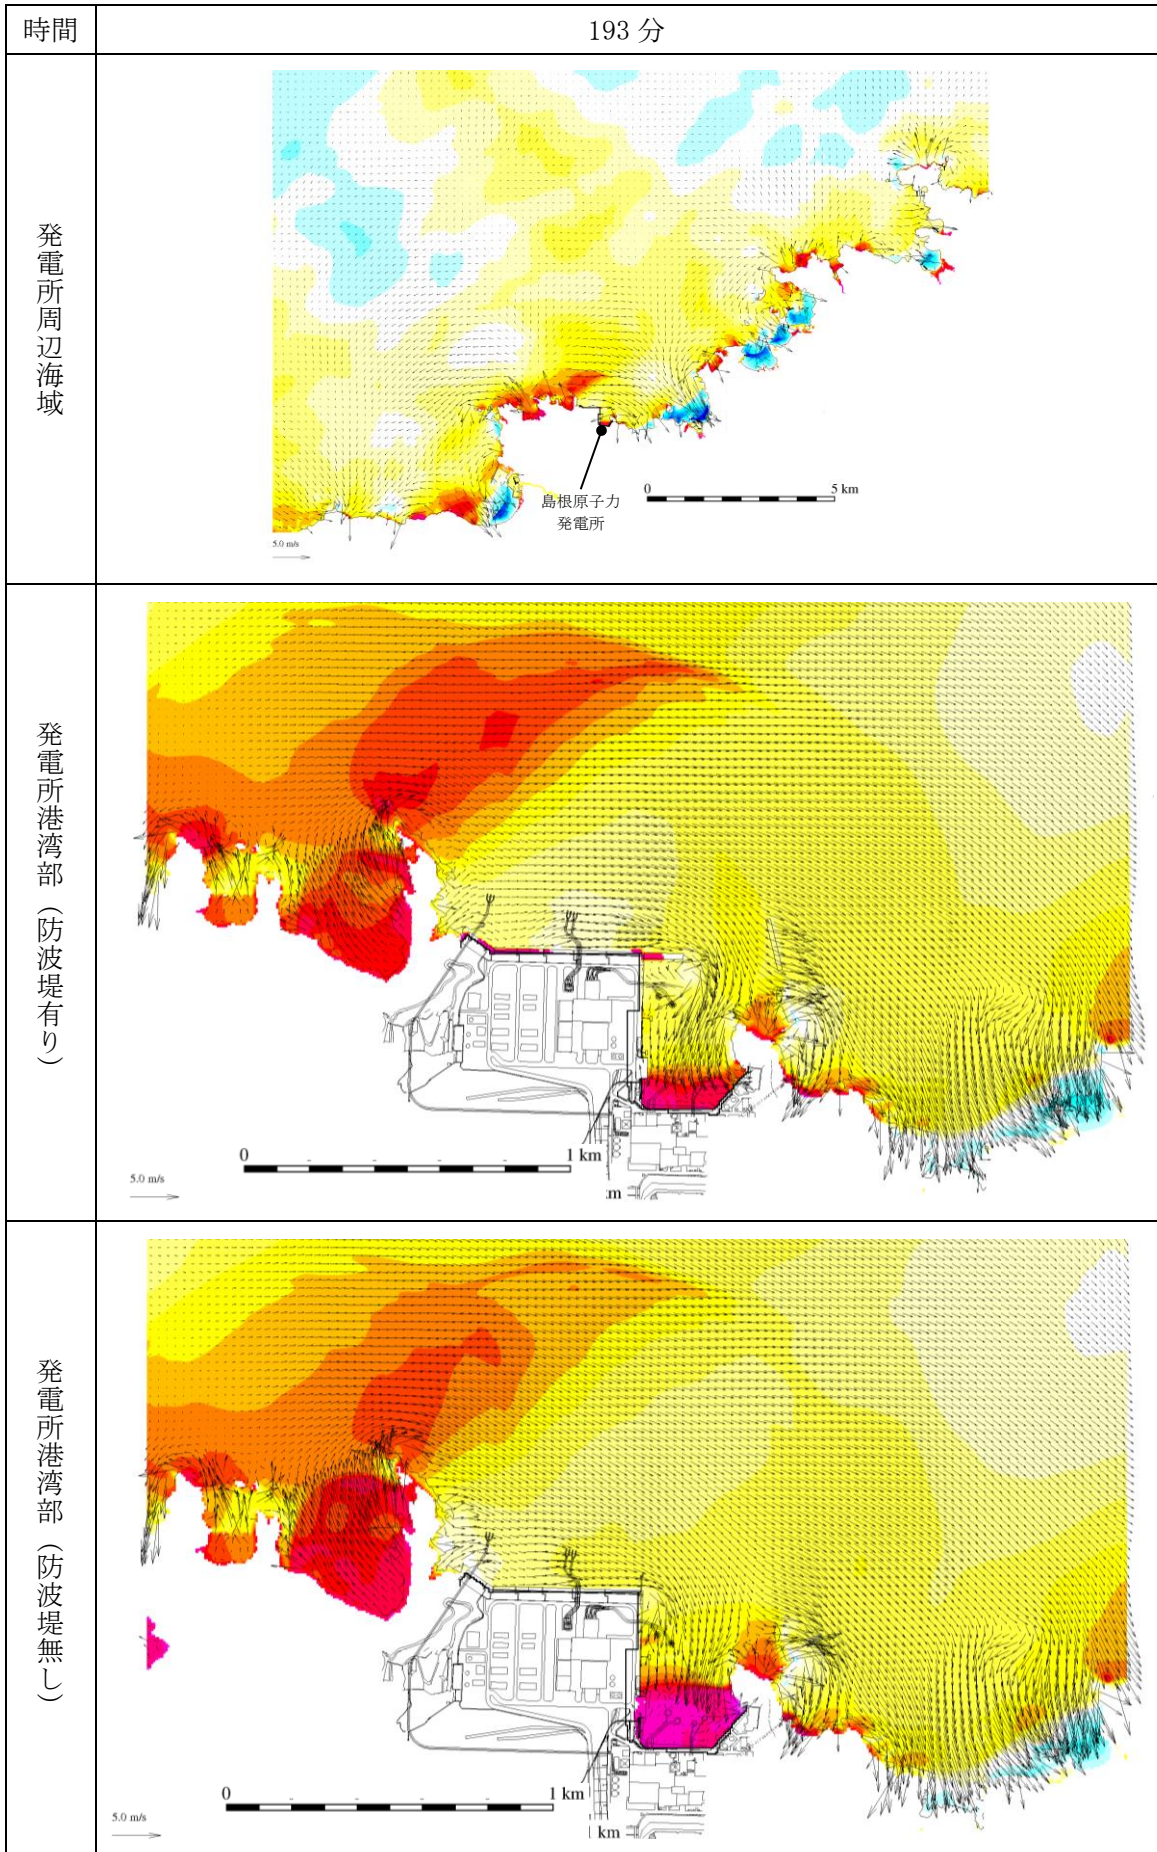 時間
193 分
発電所周辺海域
島根原子力
発電所
0
5 km
5.0 m/s
発電所港湾部（防波堤有り）
0
1 km
5.0 m/s
発電所港湾部（防波堤無し）
0
1 km
km
5.0 m/s